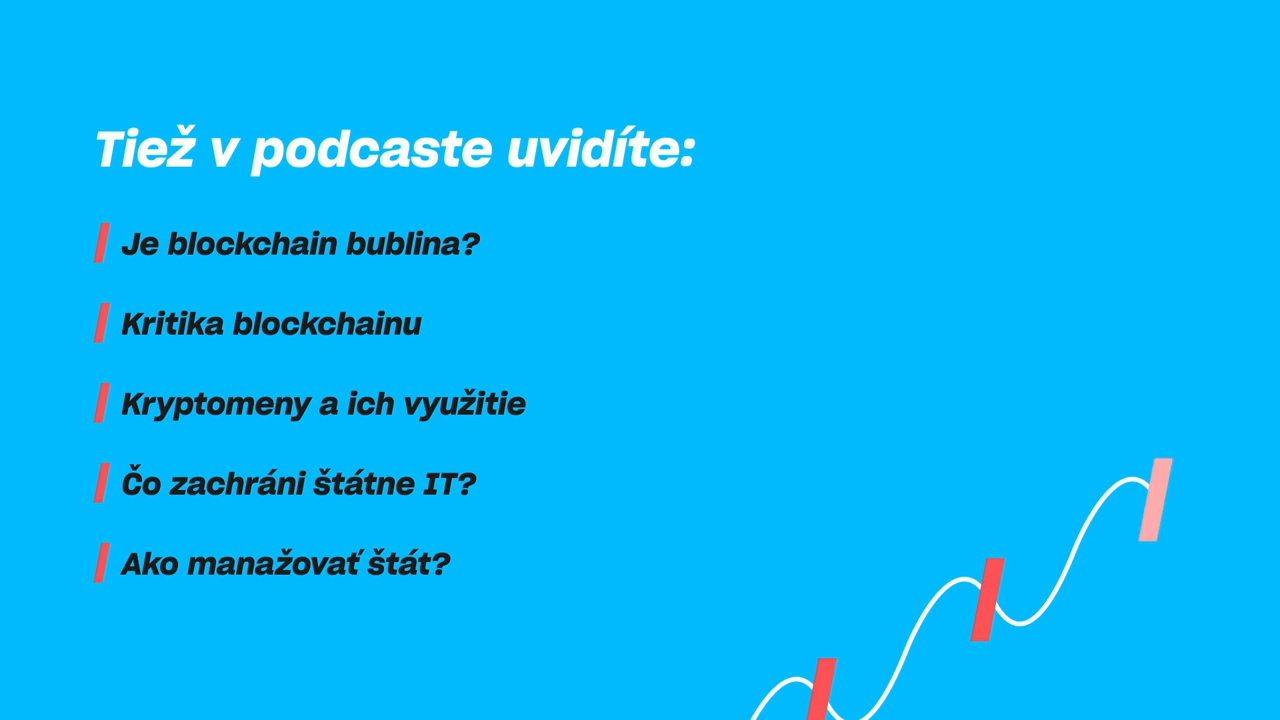 Tiež v podcaste uvidíte:
Je blockchain bublina?
Kritika blockchainu
Kryptomeny a ich využitie
Čo zachráni štátne IT?
Ako manažovať štát?